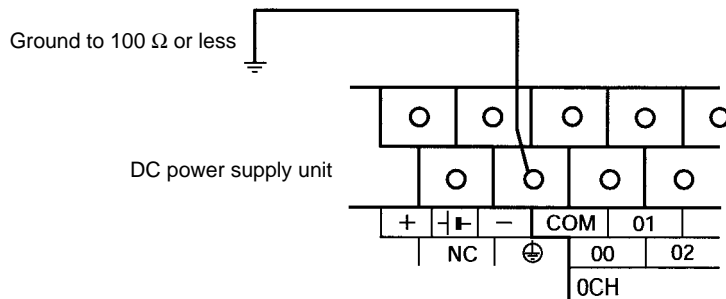 Ground to 100 Ω or less
DC power supply unit
+ − COM 01
NC 00 02
0CH